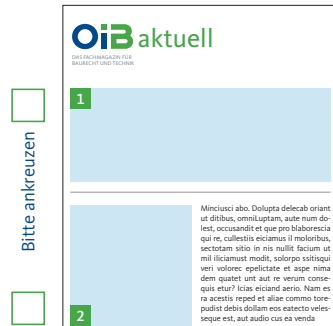 OiB aktuell
DAS FACHMAGAZIN FÜR
BAURECHT UND TECHNIK
1
Bitte ankreuzen
Minciusci abo. Dolupta delecab oriant
ut ditibus, omniLuptam, aute num do-
lest, occusandit et que pro blaborescia
qui re, cullestiis eiciamus il moloribus,
sectotam sitio in nis nullit facium ut
mil iliciamust modit, solorpo ssitisqui
veri volorec epelictate et aspe nima
dem quatet unt aut re verum conse-
quis etur? Icias eiciand aerio. Nam es
ra acestis reped et aliae commo tore-
pudist debis dollam eos eatecto veles-
seque est, aut audio cus ea venda
2